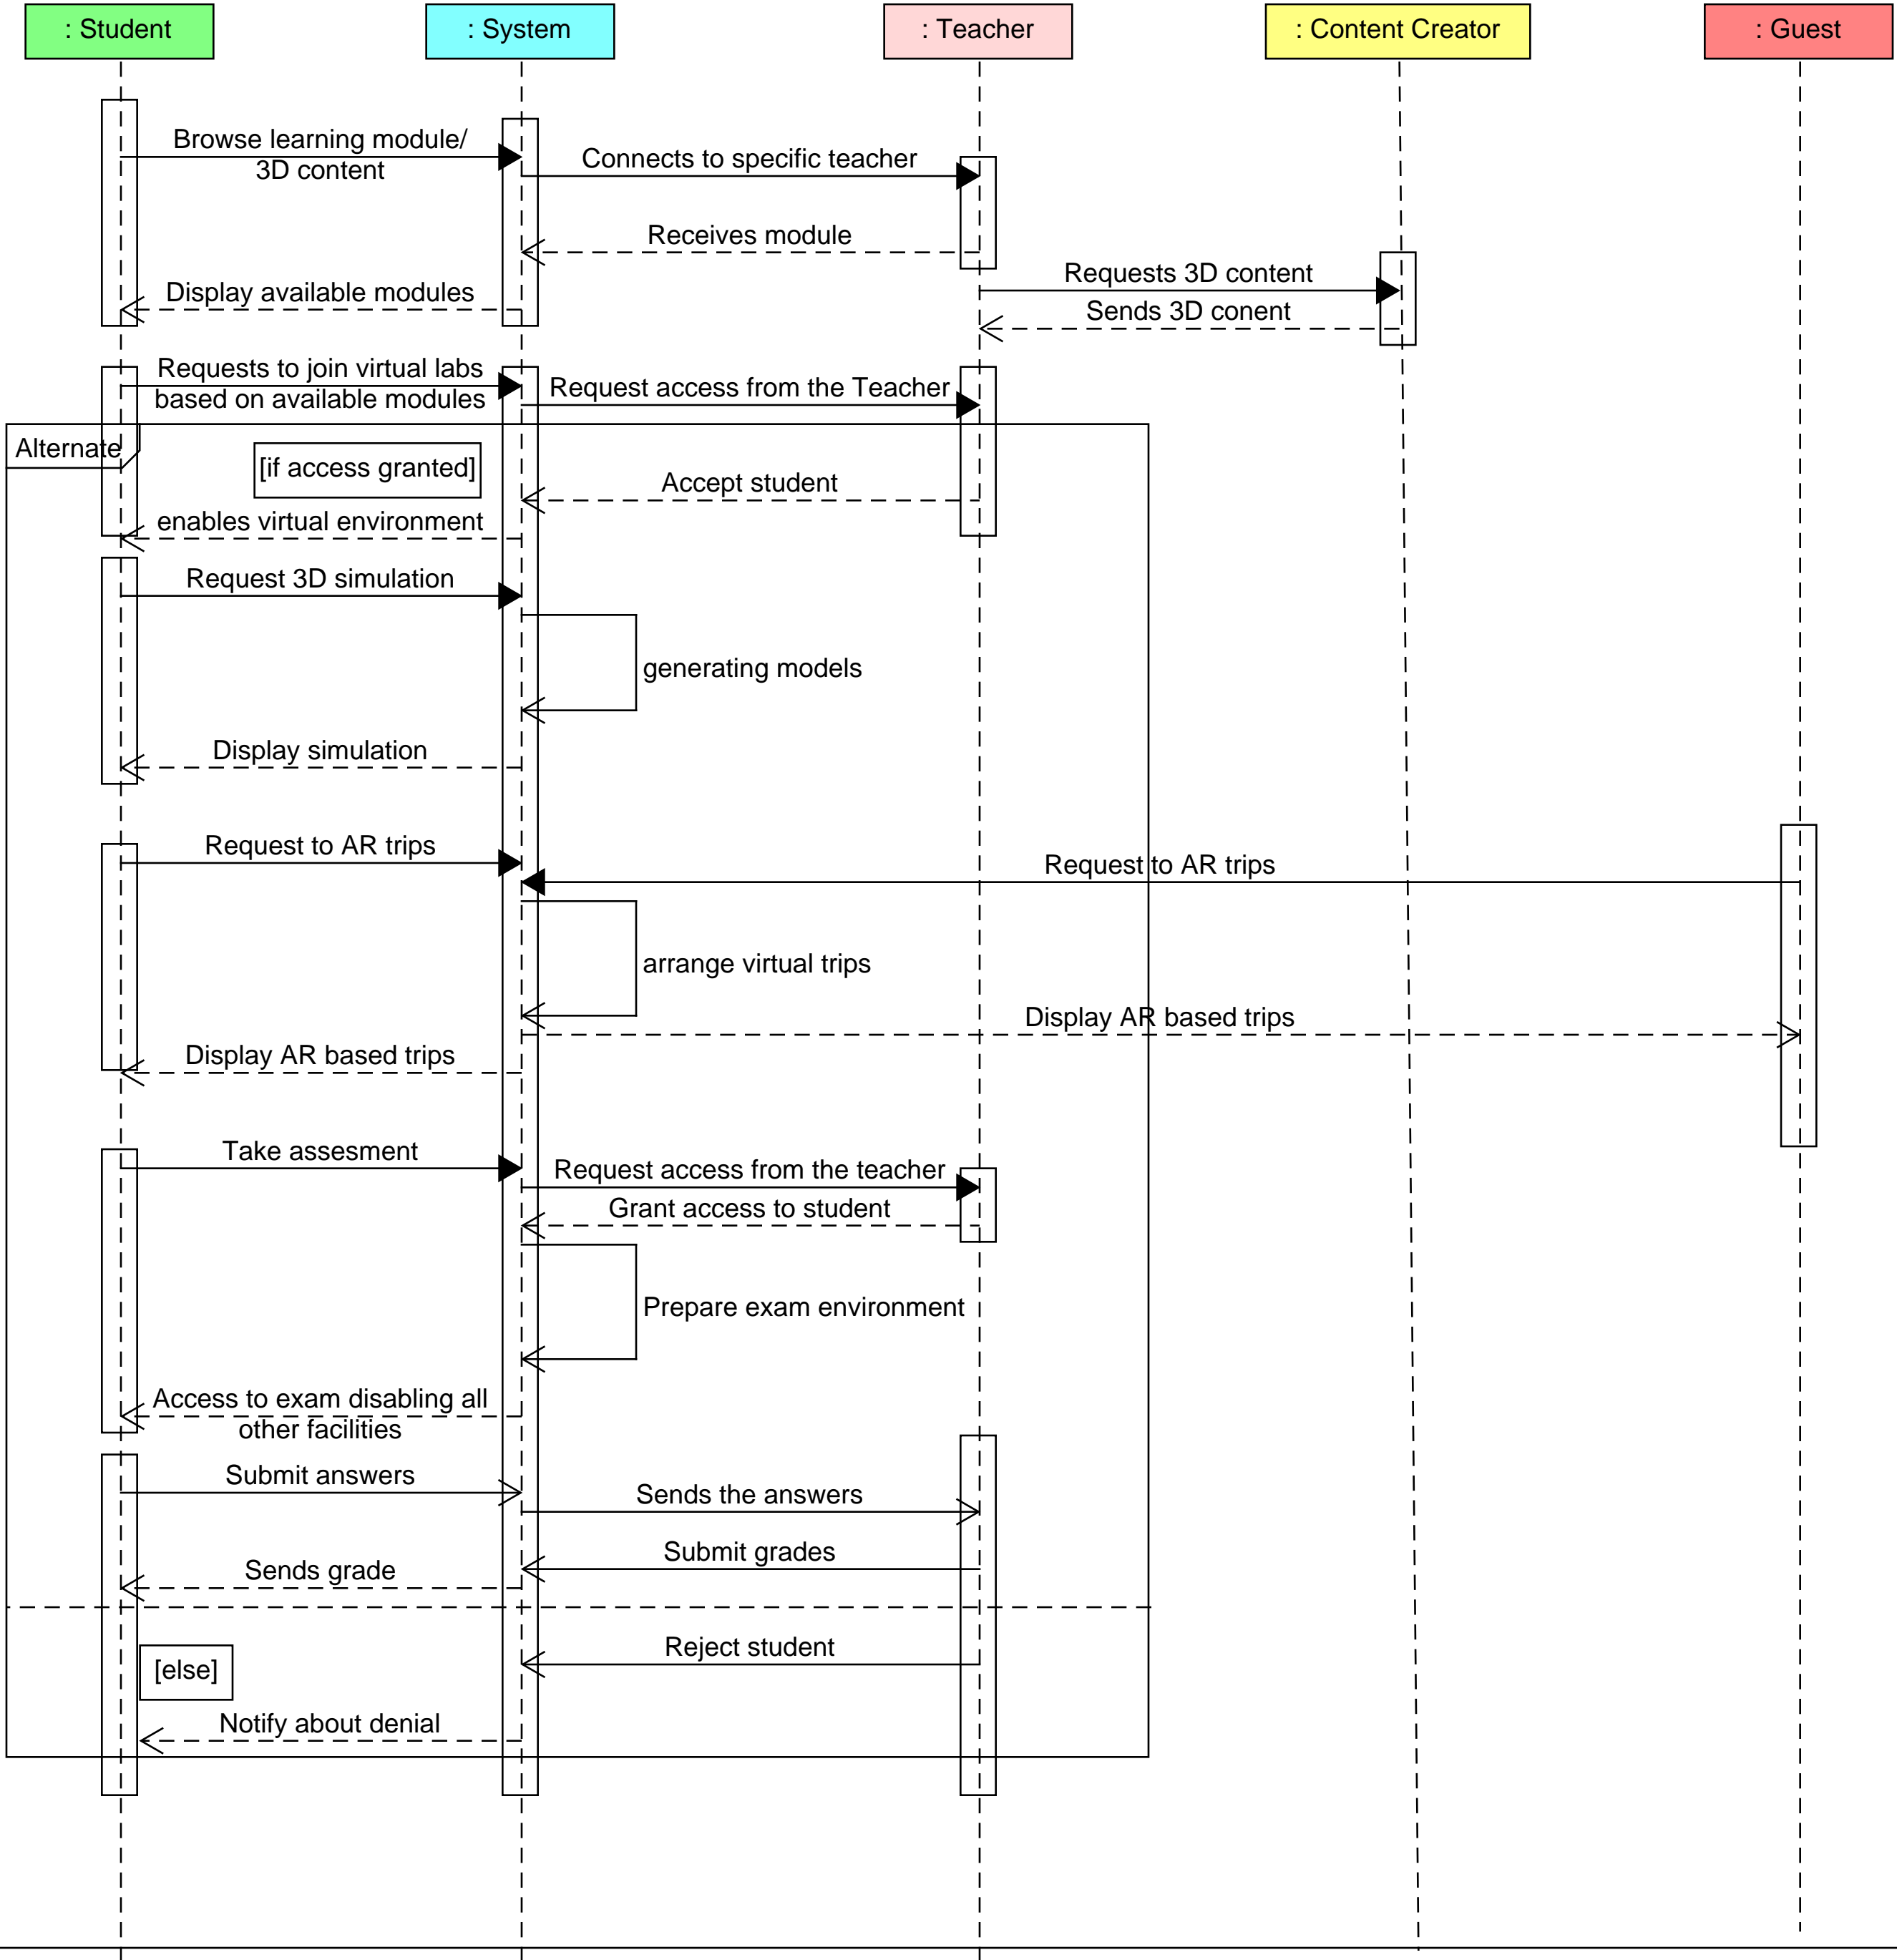 : Student
: System
: Teacher
: Content Creator
: Guest
Browse learning module/
3D content
Connects to specific teacher
Receives module
Requests 3D content
Display available modules
Sends 3D conent
Requests to join virtual labs
based on available modules
Request access from the Teacher
Alternate
[if access granted]
Accept student
enables virtual environment
Request 3D simulation
generating models
Display simulation
Request to AR trips
Request to AR trips
arrange virtual trips
Display AR based trips
Display AR based trips
Take assesment
Request access from the teacher
Grant access to student
Prepare exam environment
Access to exam disabling all
other facilities
Submit answers
Sends the answers
Submit grades
Sends grade
Reject student
[else]
Notify about denial